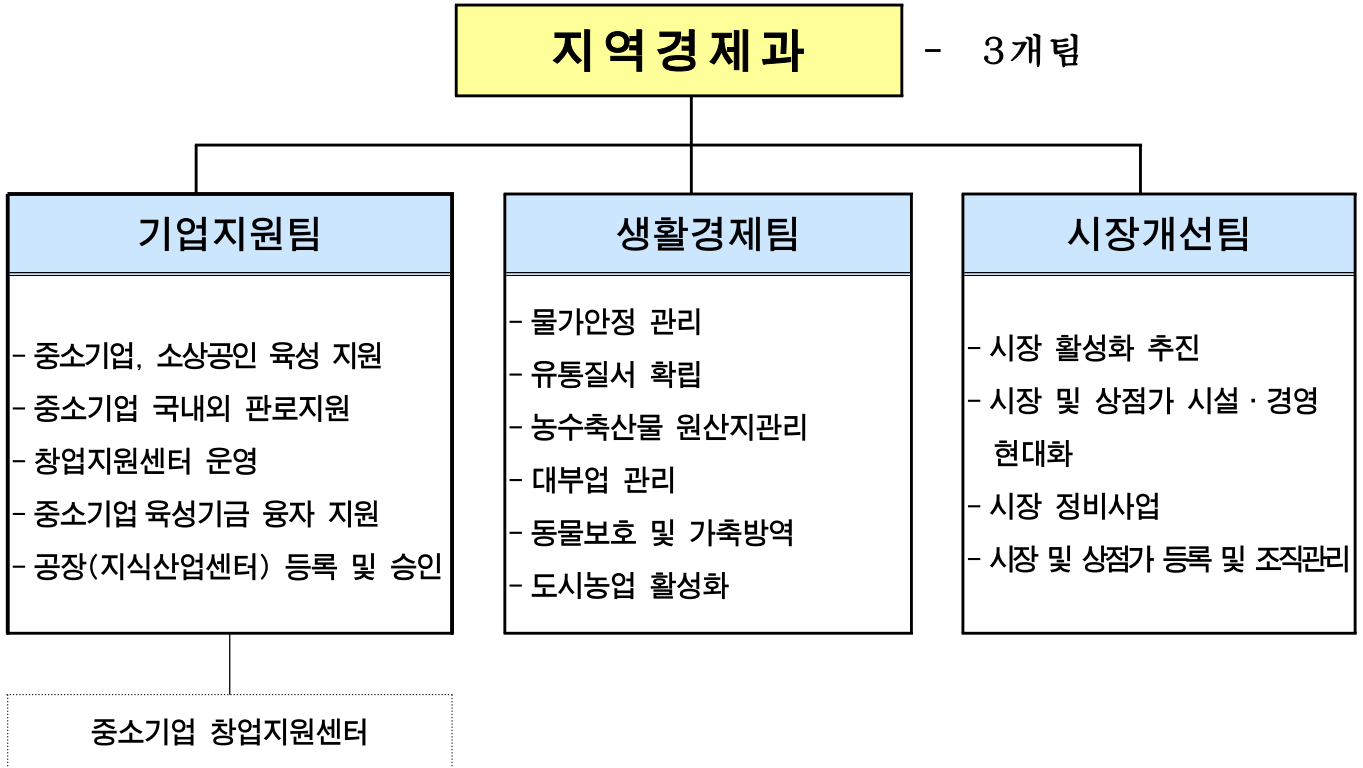 지역경제과 - 3개팀
기업지원팀
- 중소기업, 소상공인 육성 지원
- 중소기업 국내외 판로지원
- 창업지원센터 운영
- 중소기업 육성기금 융자 지원
- 공장(지식산업센터) 등록 및 승인
중소기업 창업지원센터
생활경제팀
- 물가안정 관리
- 유통질서 확립
- 농수축산물 원산지관리
- 대부업 관리
- 동물보호 및 가축방역
- 도시농업 활성화
시장개선팀
- 시장 활성화 추진
- 시장 및 상점가 시설 · 경영
현대화
- 시장 정비사업
- 시장 및 상점가 등록 및 조직관리